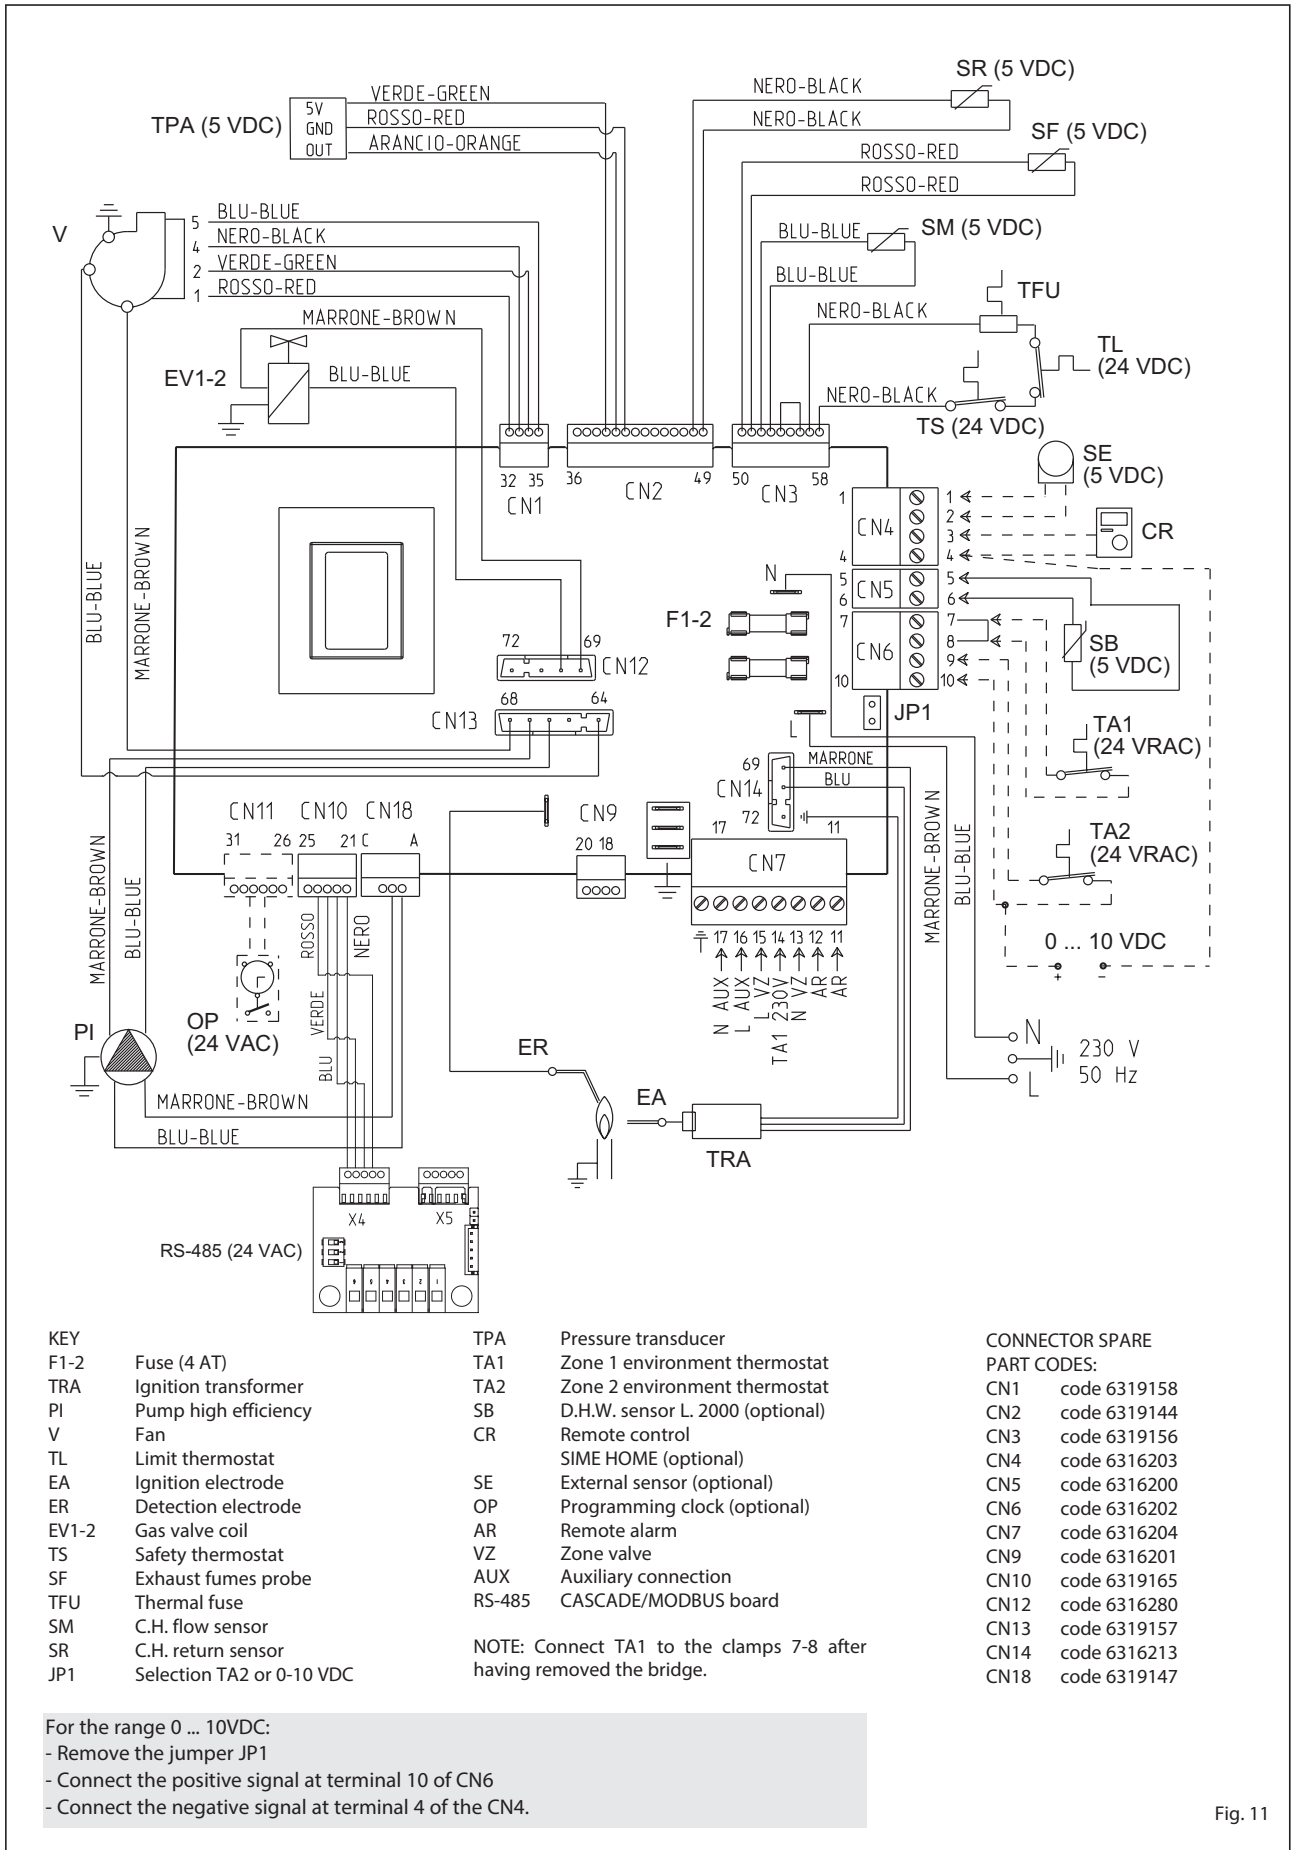 SR (5 VDC)
NERO-BLACK
VERDE-GREEN
5V
TPA (5 VDC)
GND
ROSSO-RED
NERO-BLACK
SF (5 VDC)
OUT
ARANCIO-ORANGE
ROSSO-RED
ROSSO-RED
BLU-BLUE
5
V
NERO-BLACK
4
VERDE-GREEN
2
ROSSO-RED
1
BLU-BLUE
SM (5 VDC)
BLU-BLUE
TFU
MARRONE-BROWN
NERO-BLACK
TL
(24 VDC)
EV1-2
BLU-BLUE
NERO-BLACK
TS (24 VDC)
32 35
CN1
36 49
CN2
50 58
CN3
SE
(5 VDC)
1
CN4
4
1
2
3
4
CR
BLU-BLUE
MARRONE-BROWN
N
5
CN5
6
5
6
F1-2
7
CN6
10
7
8
9
10
SB
(5 VDC)
72 69
CN12
68 64
CN13
JP1
L
TA1
(24 VRAC)
69
MARRONE
CN14
BLU
72
CN11
31 26
CN10
25 21
CN18
C A
CN9
20 18
17 11
CN7
TA2
(24 VRAC)
MARRONE-BROWN
BLU-BLUE
MARRONE-BROWN
BLU-BLUE
0 ... 10 VDC
+ -
ROSSO
NERO
VERDE
BLU
17 16 15 14 13 12 11
N AUX
L AUX
L VZ
TA1 230V
N VZ
AR
AR
OP
(24 VAC)
PI
N
230 V
50 Hz
L
ER
EA
MARRONE-BROWN
BLU-BLUE
TRA
X4 X5
RS-485 (24 VAC)
6 5 4 3 2 1
KEY
F1-2 Fuse (4 AT)
TRA Ignition transformer
PI Pump high efficiency
V Fan
TL Limit thermostat
EA Ignition electrode
ER Detection electrode
EV1-2 Gas valve coil
TS Safety thermostat
SF Exhaust fumes probe
TFU Thermal fuse
SM C.H. flow sensor
SR C.H. return sensor
JP1 Selection TA2 or 0-10 VDC
TPA Pressure transducer
TA1 Zone 1 environment thermostat
TA2 Zone 2 environment thermostat
SB D.H.W. sensor L. 2000 (optional)
CR Remote control
SIME HOME (optional)
SE External sensor (optional)
OP Programming clock (optional)
AR Remote alarm
VZ Zone valve
AUX Auxiliary connection
RS-485 CASCADE/MODBUS board
NOTE: Connect TA1 to the clamps 7-8 after
having removed the bridge.
CONNECTOR SPARE
PART CODES:
CN1 code 6319158
CN2 code 6319144
CN3 code 6319156
CN4 code 6316203
CN5 code 6316200
CN6 code 6316202
CN7 code 6316204
CN9 code 6316201
CN10 code 6319165
CN12 code 6316280
CN13 code 6319157
CN14 code 6316213
CN18 code 6319147
For the range 0 ... 10VDC:
- Remove the jumper JP1
- Connect the positive signal at terminal 10 of CN6
- Connect the negative signal at terminal 4 of the CN4.
Fig. 11